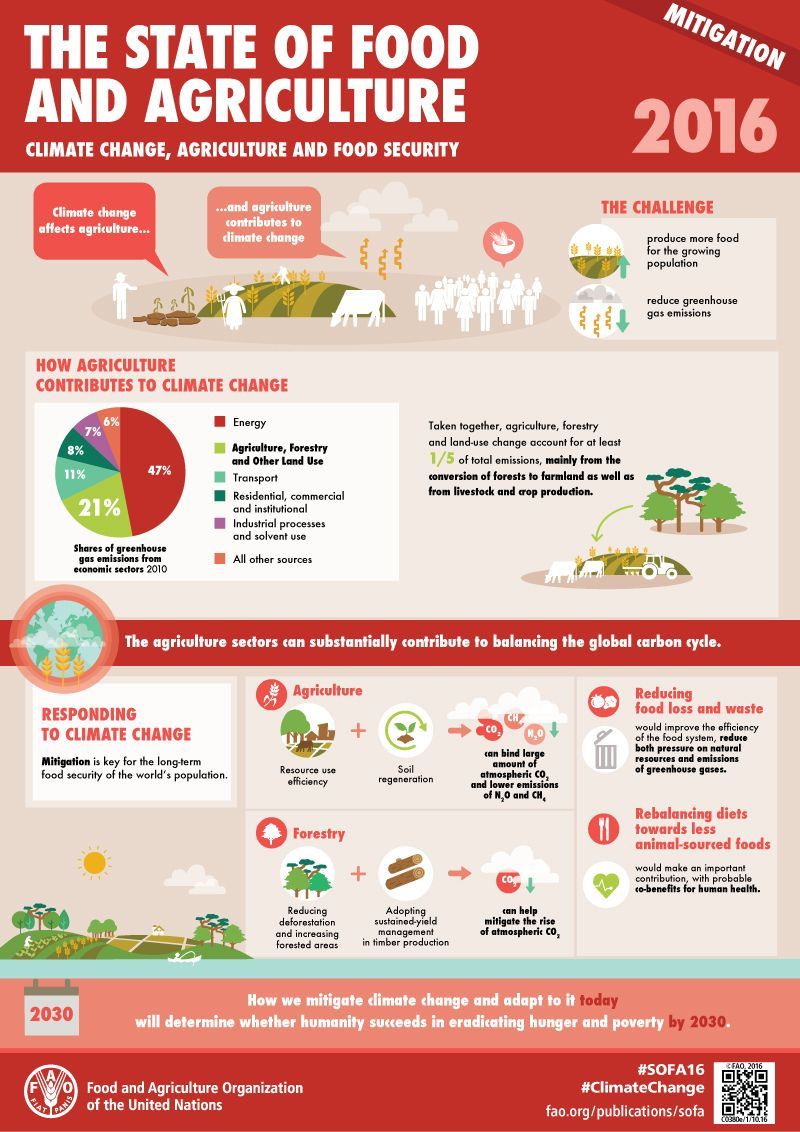 MITIGATION
THE STATE OF FOOD
AND AGRICULTURE
CLIMATE CHANGE, AGRICULTURE AND FOOD SECURITY
2016
Climate change
affects agriculture...
...and agriculture
contributes to
climate change
THE CHALLENGE
produce more food
for the growing
population
reduce greenhouse
gas emissions
HOW AGRICULTURE
CONTRIBUTES TO CLIMATE CHANGE
6%
7%
8%
11%
21%
47%
Energy
Agriculture, Forestry
and Other Land Use
Transport
Residential, commercial
and institutional
Industrial processes
and solvent use
All other sources
Shares of greenhouse
gas emissions from
economic sectors 2010
Taken together, agriculture, forestry
and land-use change account for at least
1/5 of total emissions, mainly from the
conversion of forests to farmland as well as
from livestock and crop production.
The agriculture sectors can substantially contribute to balancing the global carbon cycle.
RESPONDING
TO CLIMATE CHANGE
Mitigation is key for the long-term
food security of the world's population.
Agriculture
Resource use
efficiency
+
Soil
regeneration
CO2
CH4
N2O
can bind large
amount of
atmospheric CO2
and lower emissions
of N2O and CH4
Forestry
Reducing
deforestation
and increasing
forested areas
+
Adopting
sustained-yield
management
in timber production
CO2
can help
mitigate the rise
of atmospheric CO2
Reducing
food loss and waste
would improve the efficiency
of the food system, reduce
both pressure on natural
resources and emissions
of greenhouse gases.
Rebalancing diets
towards less
animal-sourced foods
would make an important
contribution, with probable
co-benefits for human health.
2030
How we mitigate climate change and adapt to it today
will determine whether humanity succeeds in eradicating hunger and poverty by 2030.
F A O
FIAT PANIS
Food and Agriculture Organization
of the United Nations
#SOFA16
#ClimateChange
fao.org/publications/sofa
©FAO, 2016
C0380e/1/10.16